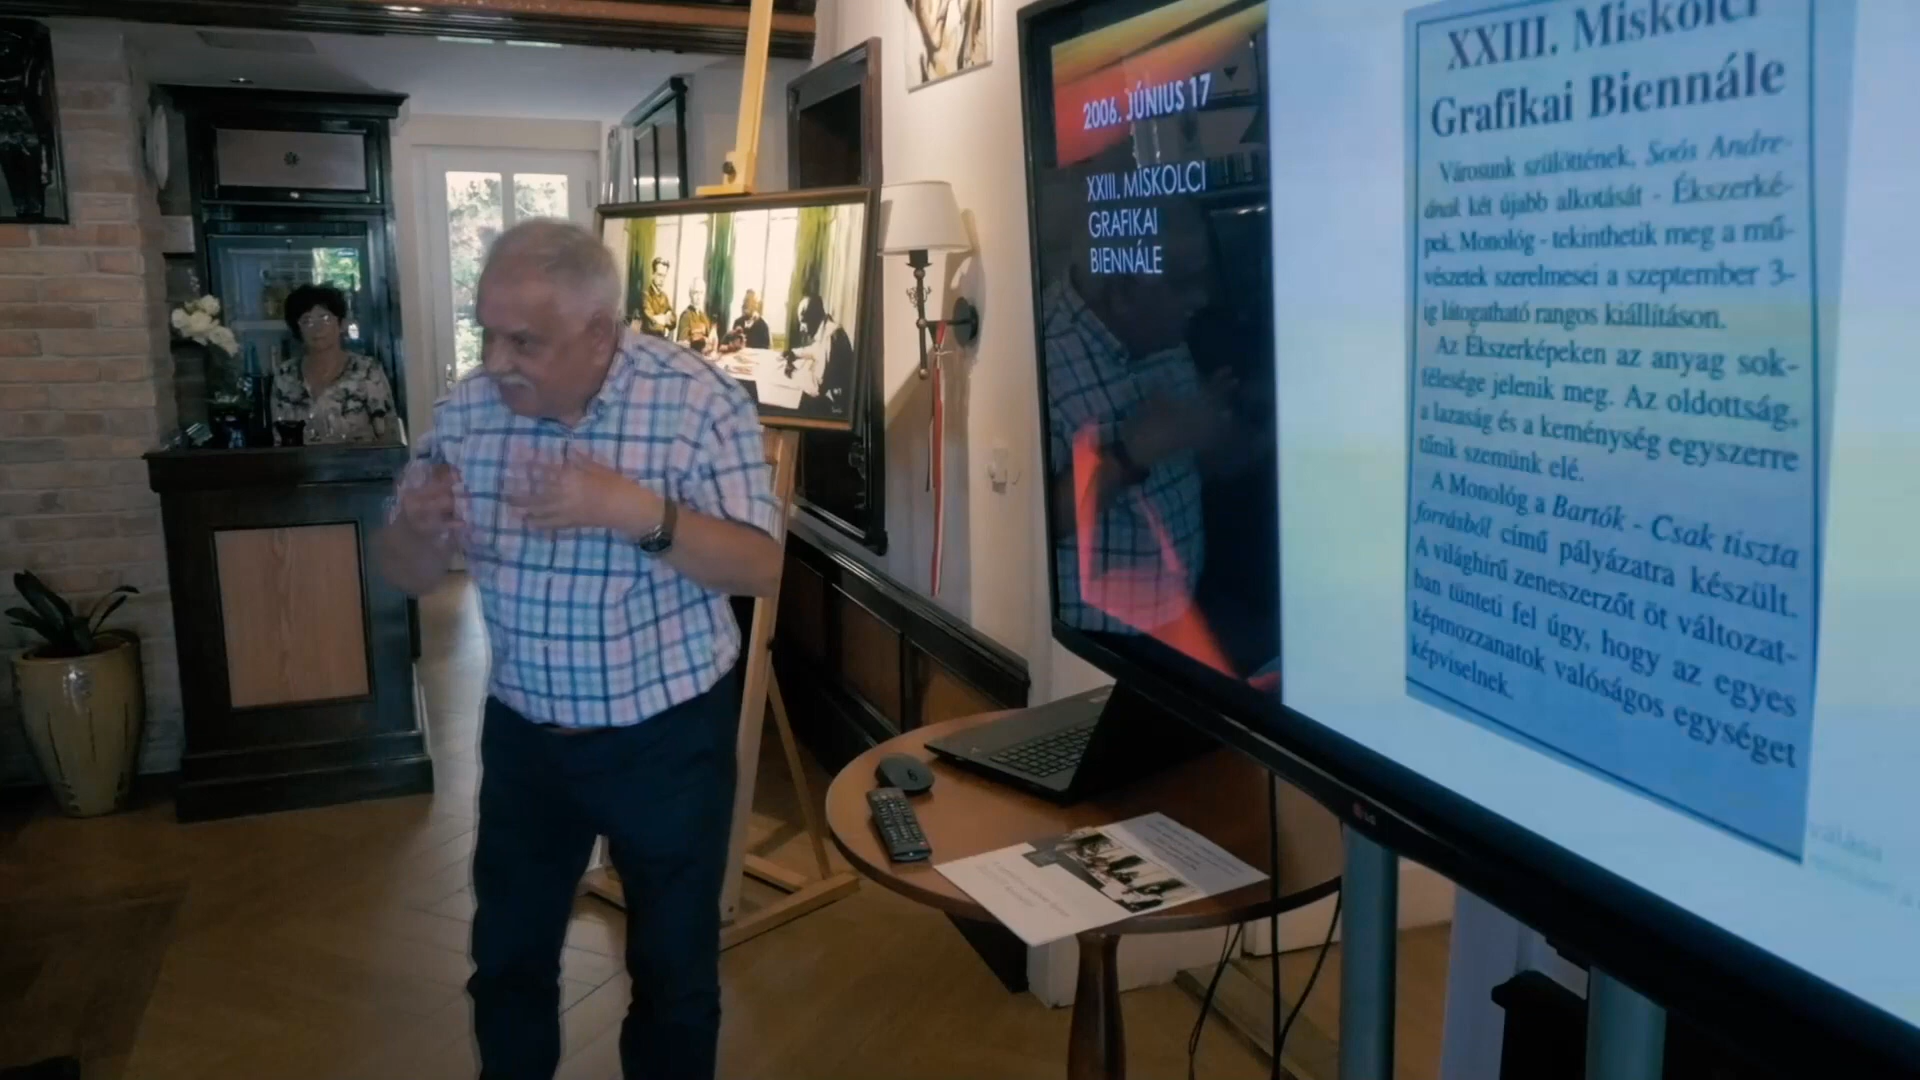 2006. JÚNIUS 17
XXIII. MISKOLCI
GRAFIKAI
BIENNÁLE
XXIII. Miskolci
Grafikai Biennále
Városunk szülöttének, Soós Andre-
ának két újabb alkotását - Ékszerké-
pek, Monológ - tekinthetik meg a mű-
vészetek szerelmesei a szeptember 3-
ig látogatható rangos kiállításon.
Az Ékszerképeken az anyag sok-
félesége jelenik meg. Az oldottság,
a lazaság és a keménység egyszerre
tűnik szemünk elé.
A Monológ a Bartók - Csak tiszta
forrásból című pályázatra készült.
A világhírű zeneszerzőt öt változat-
ban tünteti fel úgy, hogy az egyes
képmozzanatok valóságos egységet
képviselnek.
LG